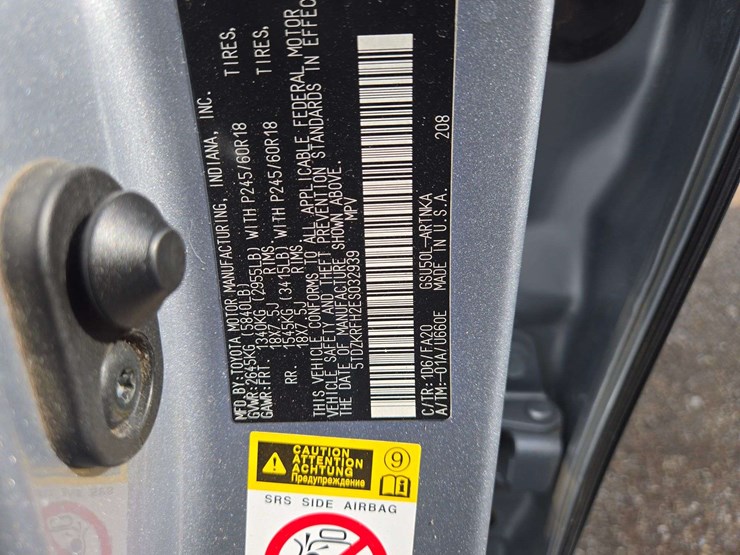 MFD. BY: TOYOTA MOTOR MANUFACTURING, INDIANA, INC.
GVWR: 2645KG (5840LB)
GAWR: FRT. 1340KG (2955LB) WITH P245/60R18 TIRES,
18X7.5J RIMS.
RR. 1545KG (3415LB) WITH P245/60R18 TIRES,
18X7.5J RIMS.
THIS VEHICLE CONFORMS TO ALL APPLICABLE FEDERAL MOTOR
VEHICLE SAFETY AND THEFT PREVENTION STANDARDS IN EFFEC
THE DATE OF MANUFACTURE SHOWN ABOVE.
5TDZKRFH2ES032939 MPV
C/TR: 1D6/FA20 GSU50L-ARTNKA 208
A/TM:-01A/U660E MADE IN U.S.A.
CAUTION
ATTENTION
ACHTUNG
Предупреждение
9
SRS SIDE AIRBAG